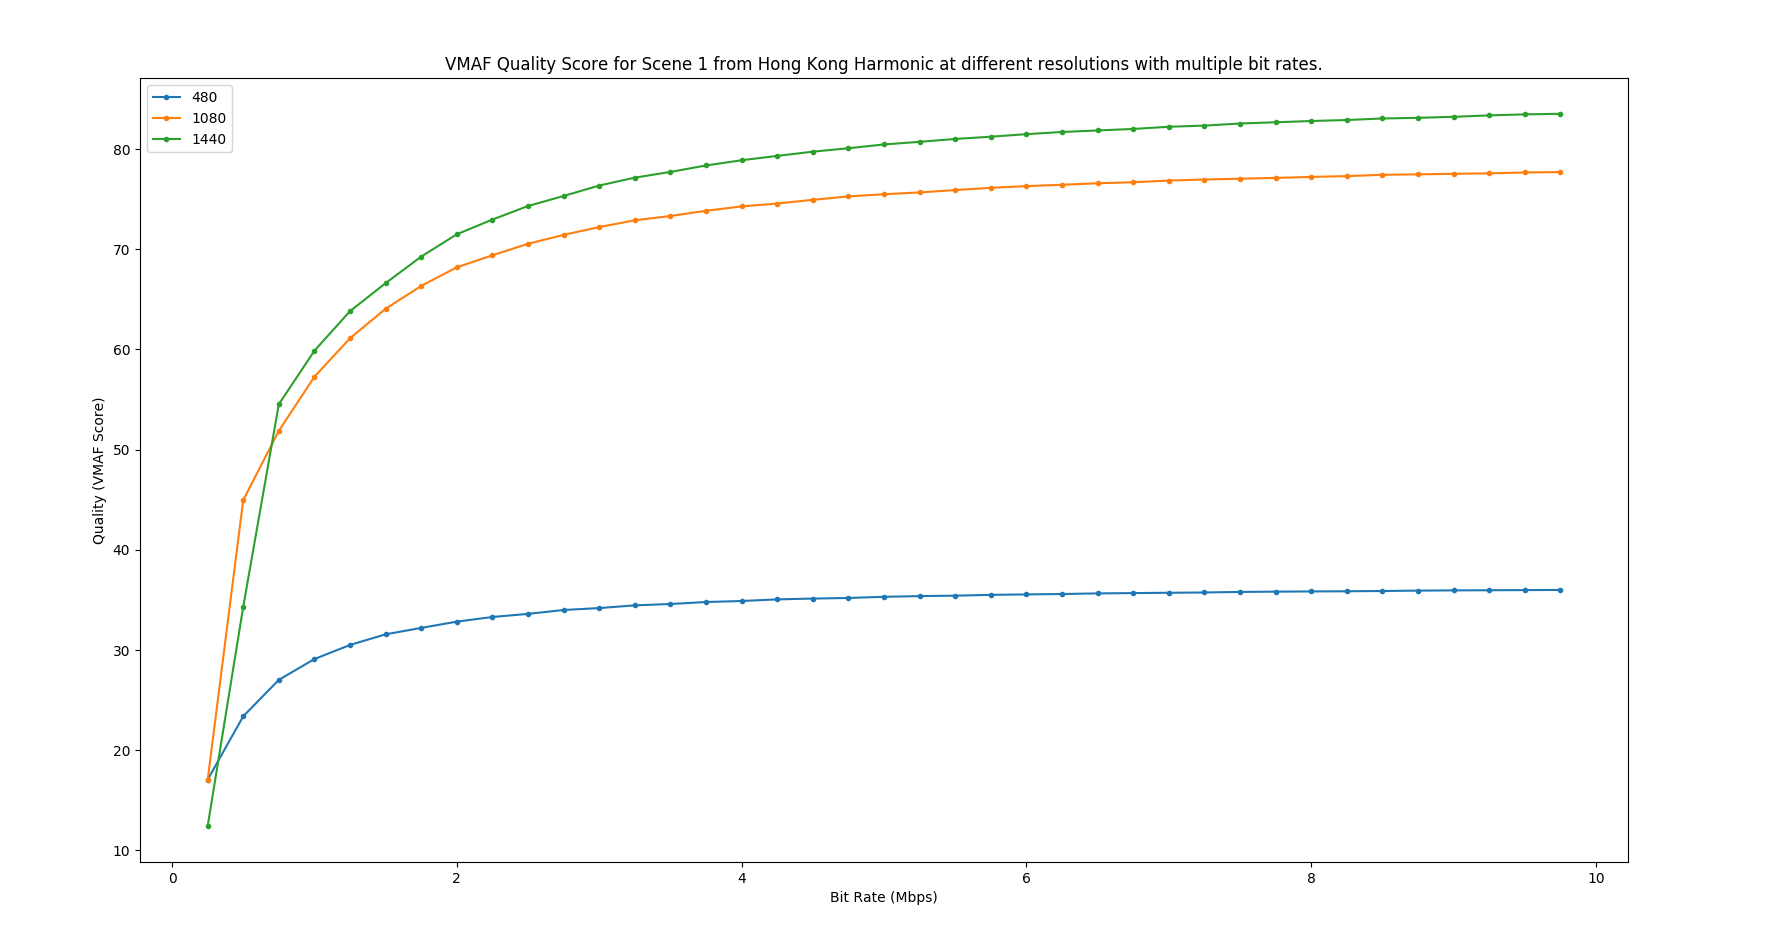 VMAF Quality Score for Scene 1 from Hong Kong Harmonic at different resolutions with multiple bit rates.
480
1080
1440
80
70
60
50
40
30
20
10
Quality (VMAF Score)
0 2 4 6 8 10
Bit Rate (Mbps)